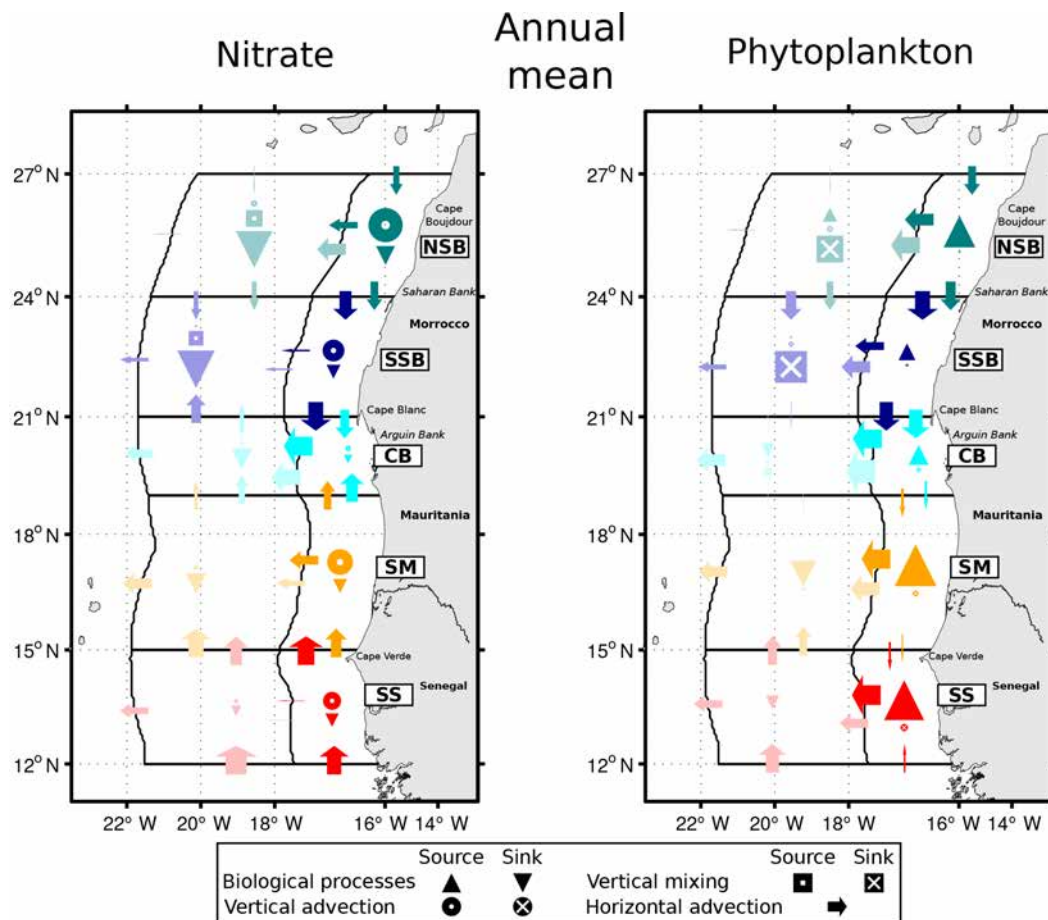 Annual
mean
Nitrate
Phytoplankton
27° N
24° N
21° N
18° N
15° N
12° N
22° W 20° W 18° W 16° W 14° W
Cape
Boujdour
NSB
Saharan Bank
Morrocco
SSB
Cape Blanc
Arguin Bank
CB
Mauritania
SM
Cape Verde
SS
Senegal
27° N
24° N
21° N
18° N
15° N
12° N
22° W 20° W 18° W 16° W 14° W
Cape
Boujdour
NSB
Saharan Bank
Morrocco
SSB
Cape Blanc
Arguin Bank
CB
Mauritania
SM
Cape Verde
SS
Senegal
Source Sink Source Sink
Biological processes Vertical mixing
Vertical advection Horizontal advection